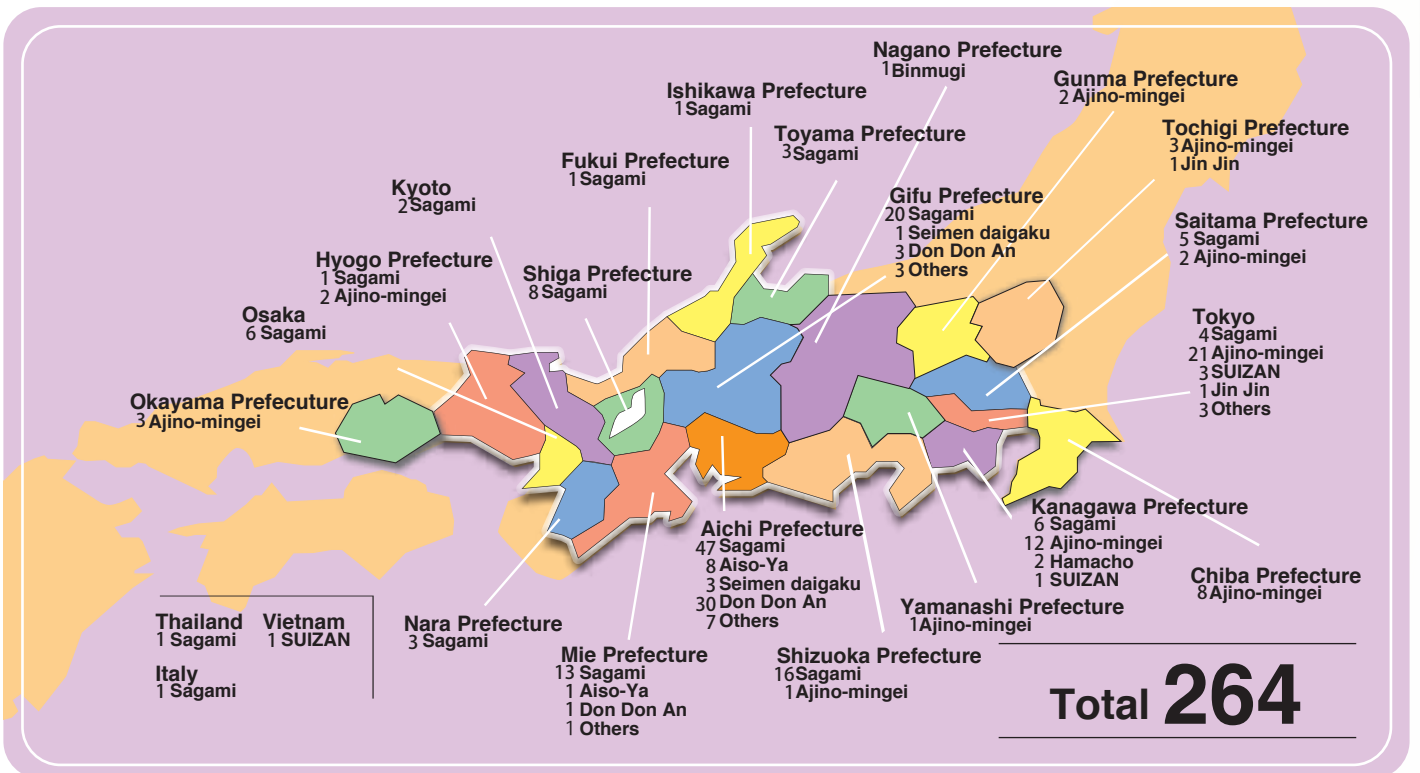 Nagano Prefecture
1 Binmugi
Gunma Prefecture
2 Ajino-mingei
Ishikawa Prefecture
1 Sagami
Toyama Prefecture
3 Sagami
Tochigi Prefecture
3 Ajino-mingei
1 Jin Jin
Fukui Prefecture
1 Sagami
Kyoto
2 Sagami
Gifu Prefecture
20 Sagami
1 Seimen daigaku
3 Don Don An
3 Others
Saitama Prefecture
5 Sagami
2 Ajino-mingei
Hyogo Prefecture
1 Sagami
2 Ajino-mingei
Shiga Prefecture
8 Sagami
Osaka
6 Sagami
Tokyo
4 Sagami
21 Ajino-mingei
3 SUIZAN
1 Jin Jin
3 Others
Okayama Prefecuture
3 Ajino-mingei
Kanagawa Prefecture
6 Sagami
12 Ajino-mingei
2 Hamacho
1 SUIZAN
Aichi Prefecture
47 Sagami
8 Aiso-Ya
3 Seimen daigaku
30 Don Don An
7 Others
Chiba Prefecture
8 Ajino-mingei
Yamanashi Prefecture
1 Ajino-mingei
Thailand
1 Sagami
Vietnam
1 SUIZAN
Italy
1 Sagami
Nara Prefecture
3 Sagami
Mie Prefecture
13 Sagami
1 Aiso-Ya
1 Don Don An
1 Others
Shizuoka Prefecture
16 Sagami
1 Ajino-mingei
Total 264